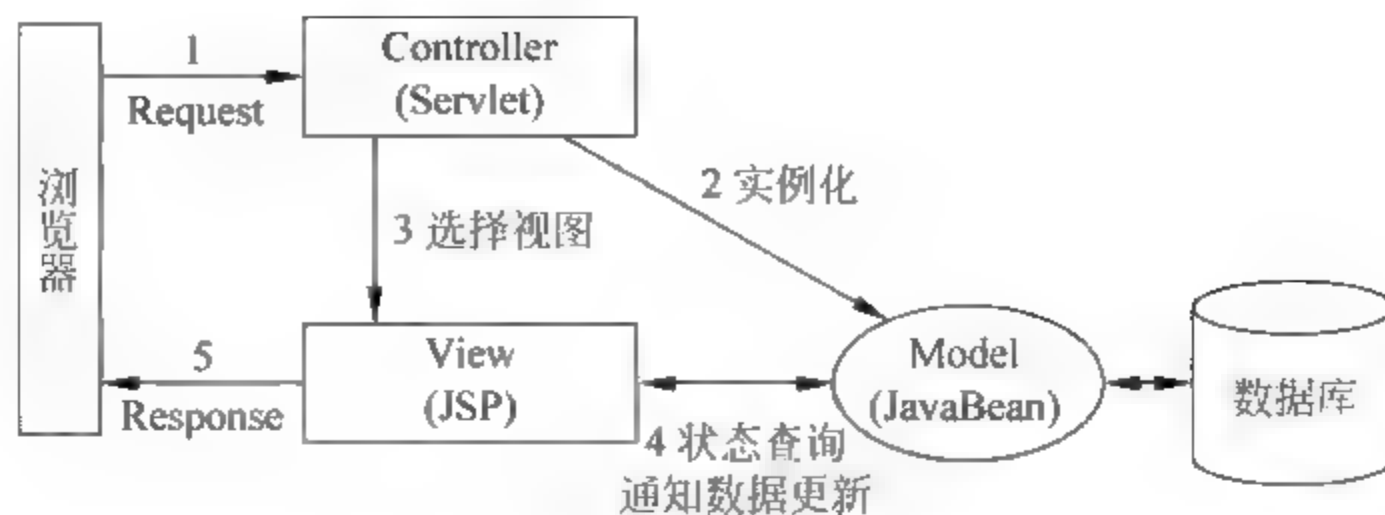 1
Request
Controller
(Servlet)
浏览器
2 实例化
3 选择视图
5
Response
View
(JSP)
4 状态查询
通知数据更新
Model
(JavaBean)
数据库